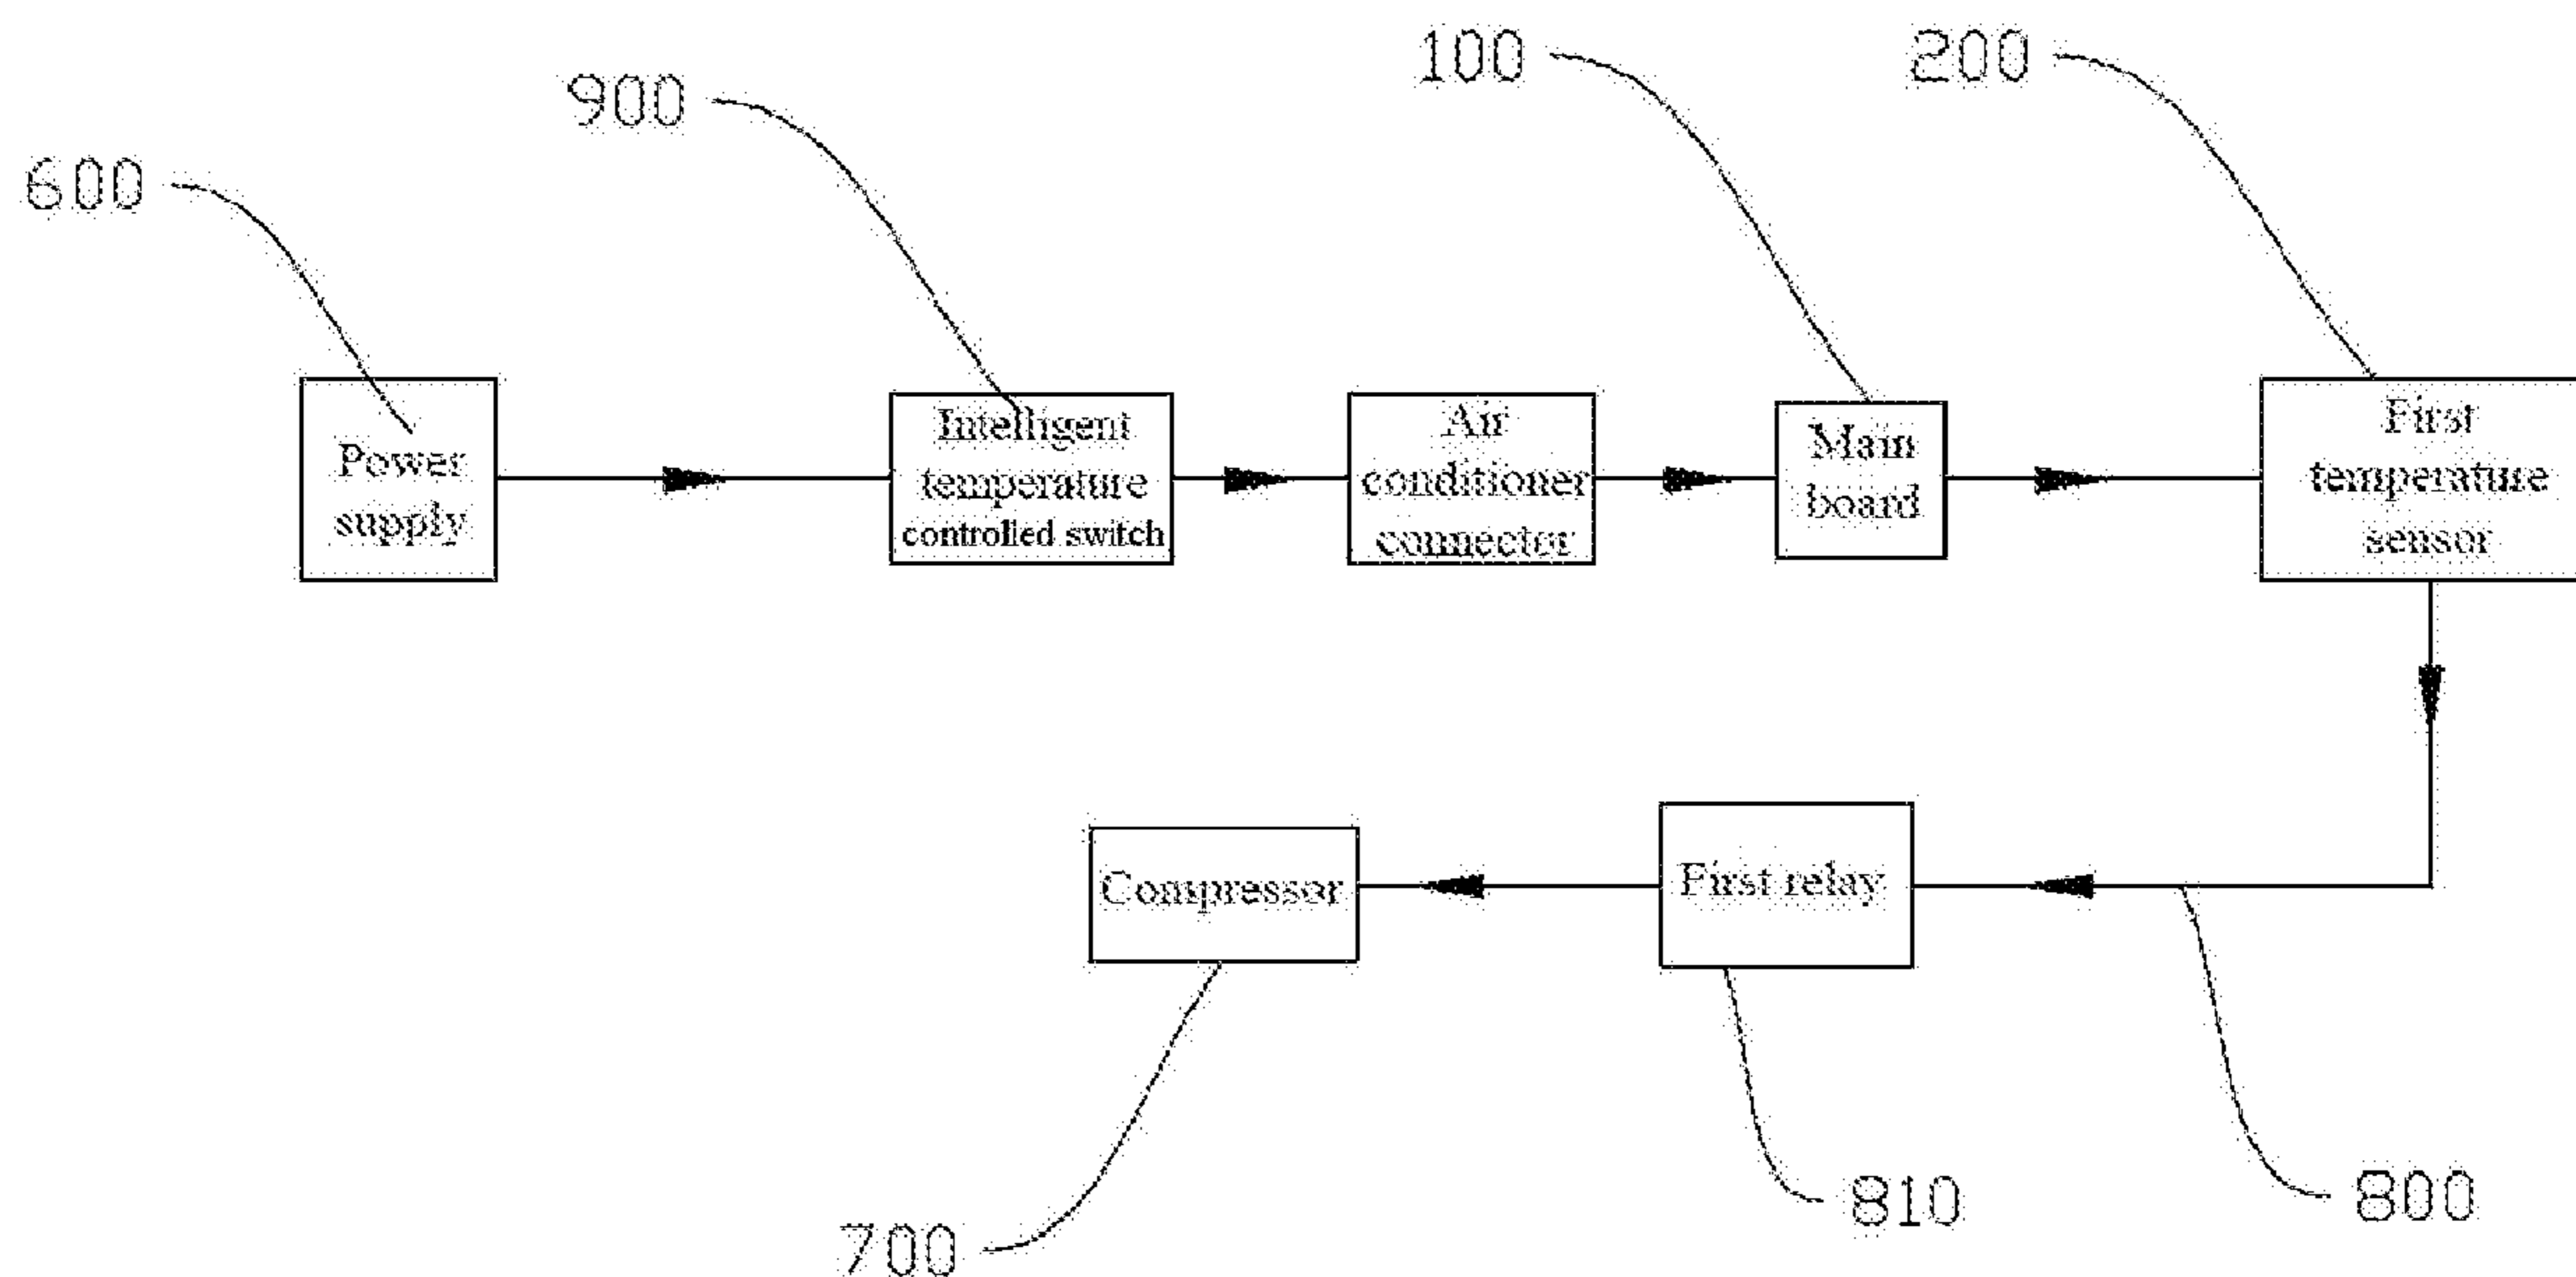 100
200
900
600
Power
supply
Intelligent
temperature
controlled switch
Air
conditioner
connector
Main
board
First
temperature
sensor
Compressor
First relay
700
810
800